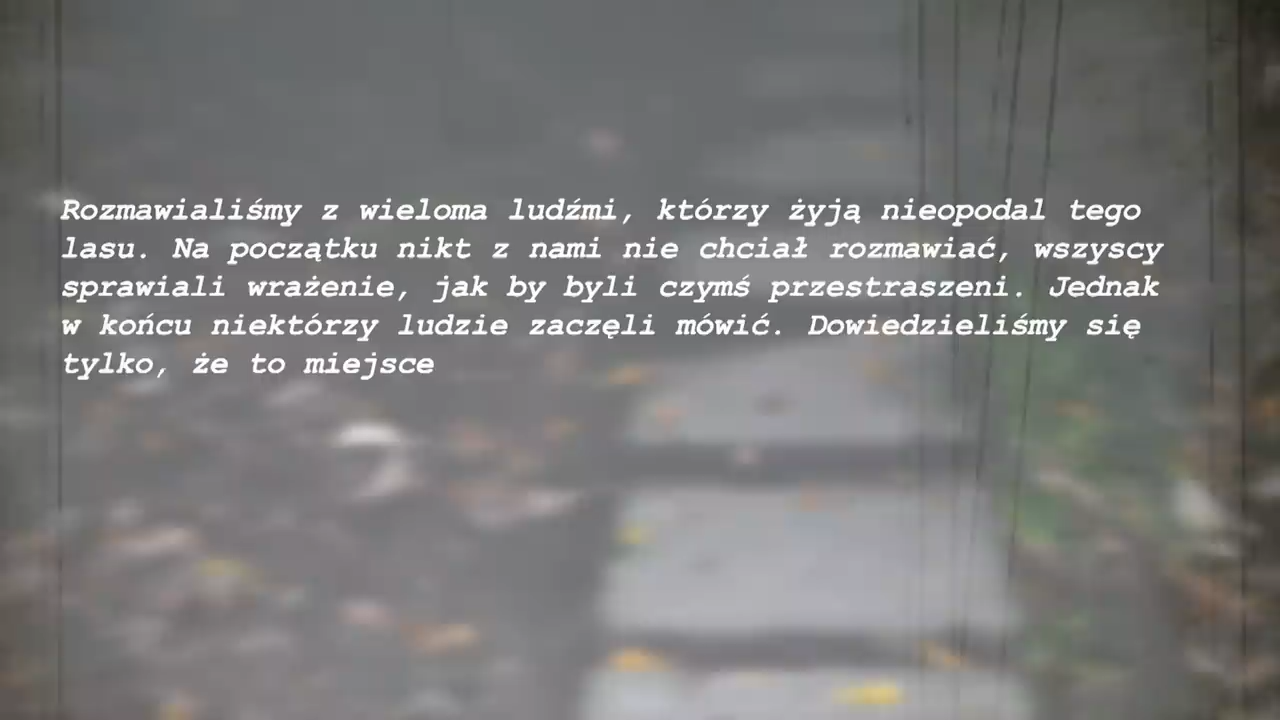 Rozmawialiśmy z wieloma ludźmi, którzy żyją nieopodal tego
lasu. Na początku nikt z nami nie chciał rozmawiać, wszyscy
sprawiali wrażenie, jak by byli czymś przestraszeni. Jednak
w końcu niektórzy ludzie zaczęli mówić. Dowiedzieliśmy się
tylko, że to miejsce